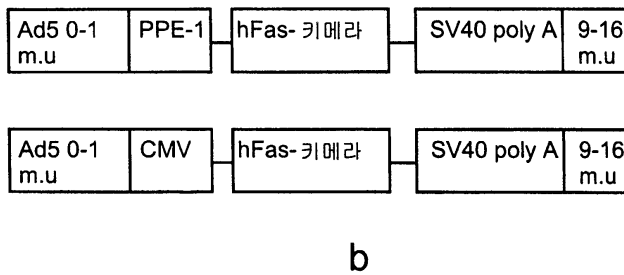 Ad5 0-1 PPE-1 hFas- 키메라 SV40 poly A 9-16
m.u m.u
Ad5 0-1 CMV hFas- 키메라 SV40 poly A 9-16
m.u m.u
b